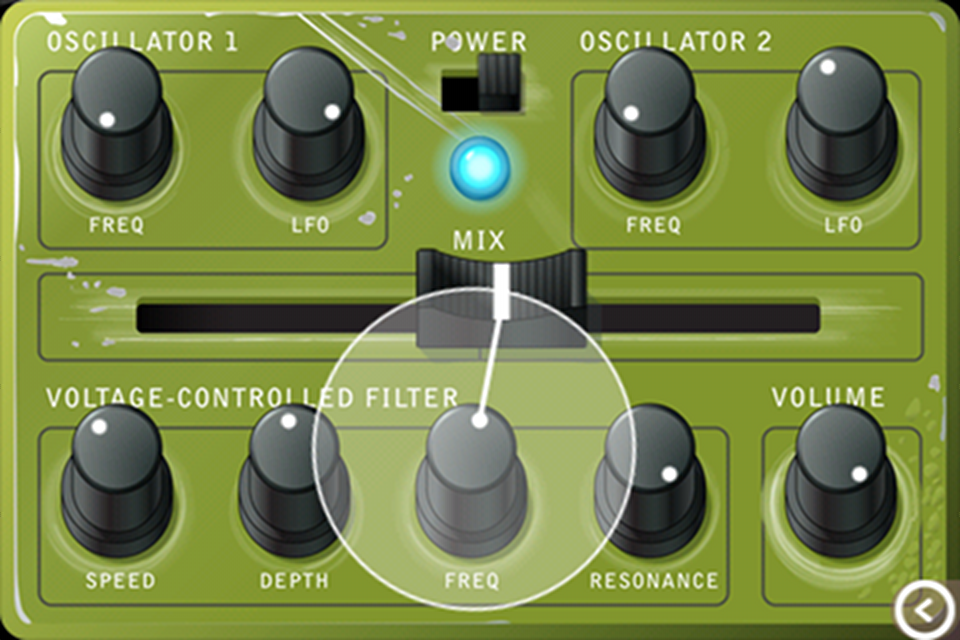 OSCILLATOR 1
POWER
OSCILLATOR 2
FREQ
LFO
FREQ
LFO
MIX
VOLTAGE-CONTROLLED FILTER
VOLUME
SPEED
DEPTH
FREQ
RESONANCE